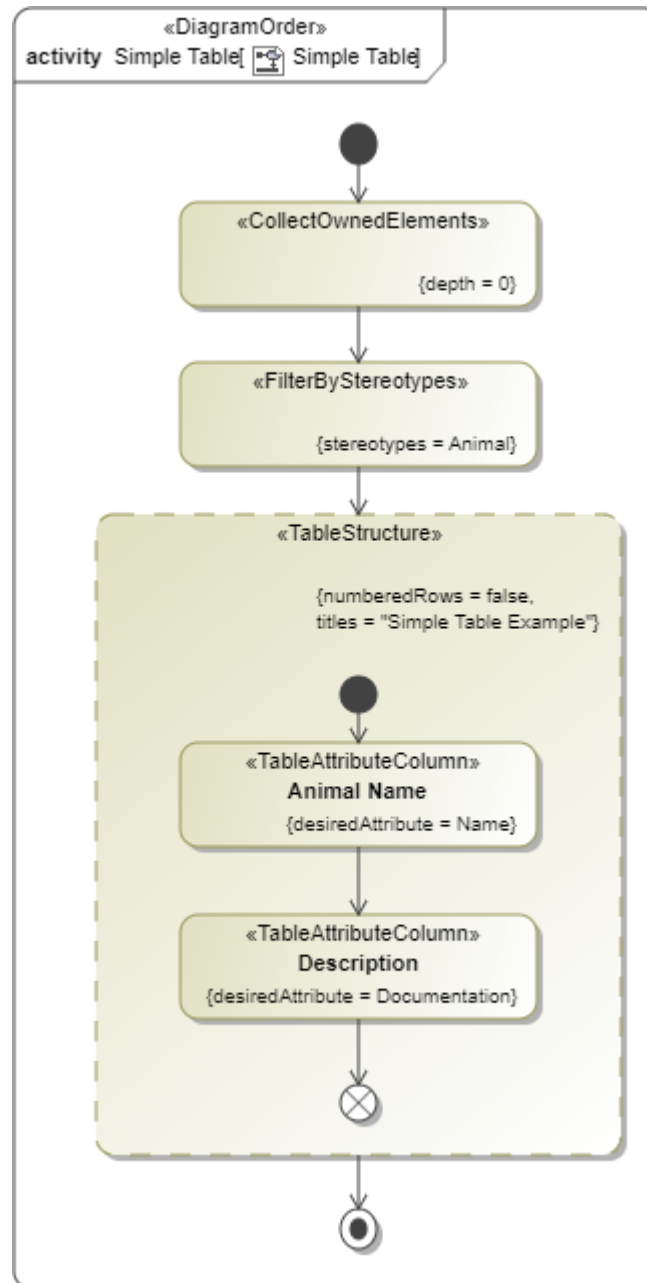 «DiagramOrder»
activity Simple Table[ Simple Table]
«CollectOwnedElements»
{depth = 0}
«FilterByStereotypes»
{stereotypes = Animal}
«TableStructure»
{numberedRows = false,
titles = "Simple Table Example"}
«TableAttributeColumn»
Animal Name
{desiredAttribute = Name}
«TableAttributeColumn»
Description
{desiredAttribute = Documentation}